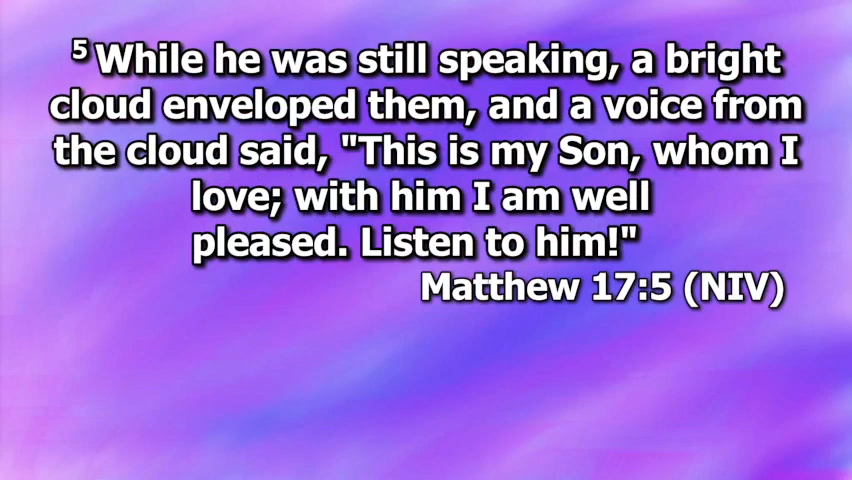 5 While he was still speaking, a bright
cloud enveloped them, and a voice from
the cloud said, "This is my Son, whom I
love; with him I am well
pleased. Listen to him!"
Matthew 17:5 (NIV)